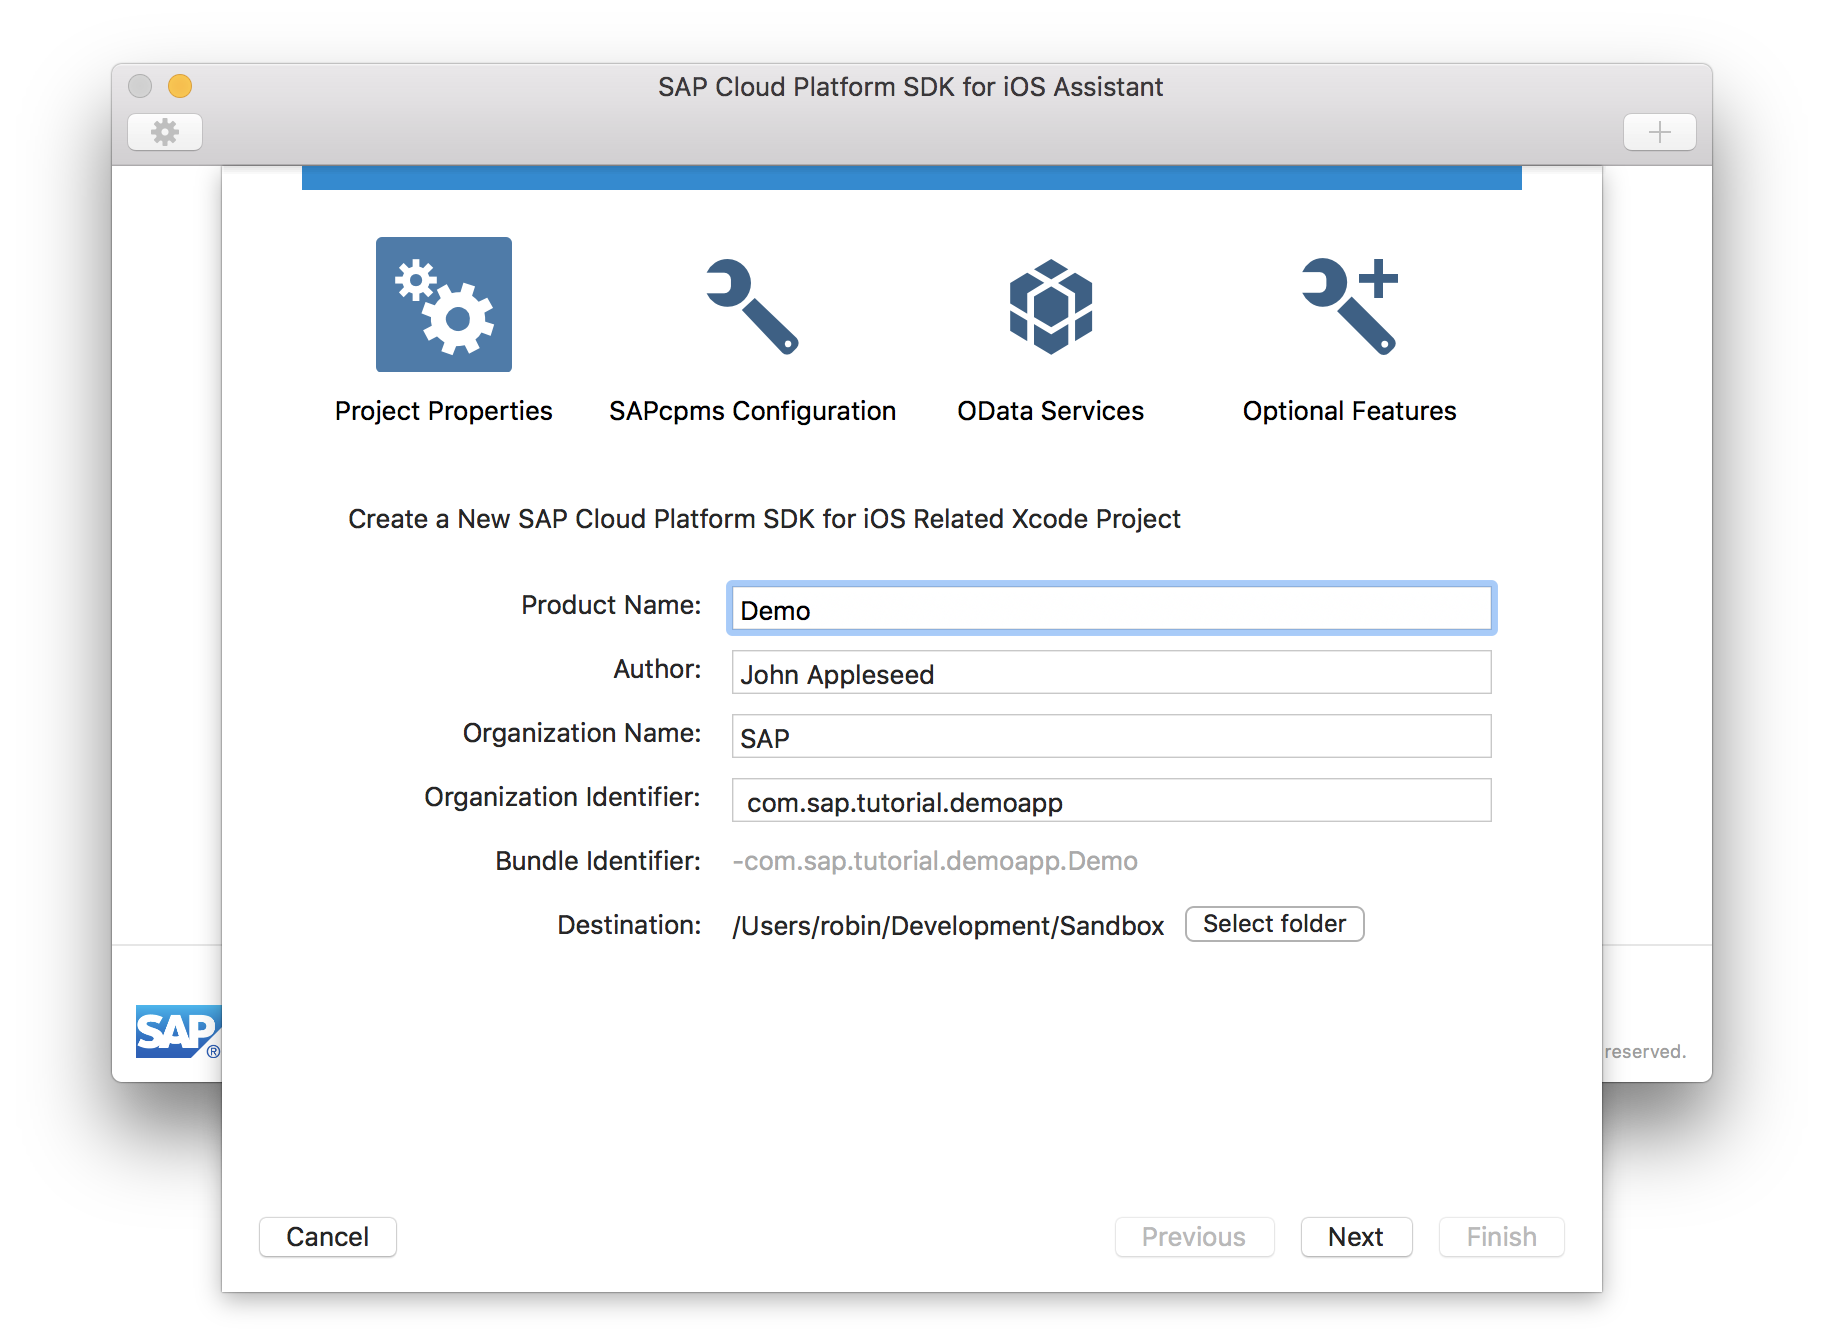 SAP Cloud Platform SDK for iOS Assistant
Project Properties
SAPcpms Configuration
OData Services
Optional Features
Create a New SAP Cloud Platform SDK for iOS Related Xcode Project
Product Name: Demo
Author: John Appleseed
Organization Name: SAP
Organization Identifier: com.sap.tutorial.demoapp
Bundle Identifier: -com.sap.tutorial.demoapp.Demo
Destination: /Users/robin/Development/Sandbox Select folder
SAP®
reserved.
Cancel Previous Next Finish